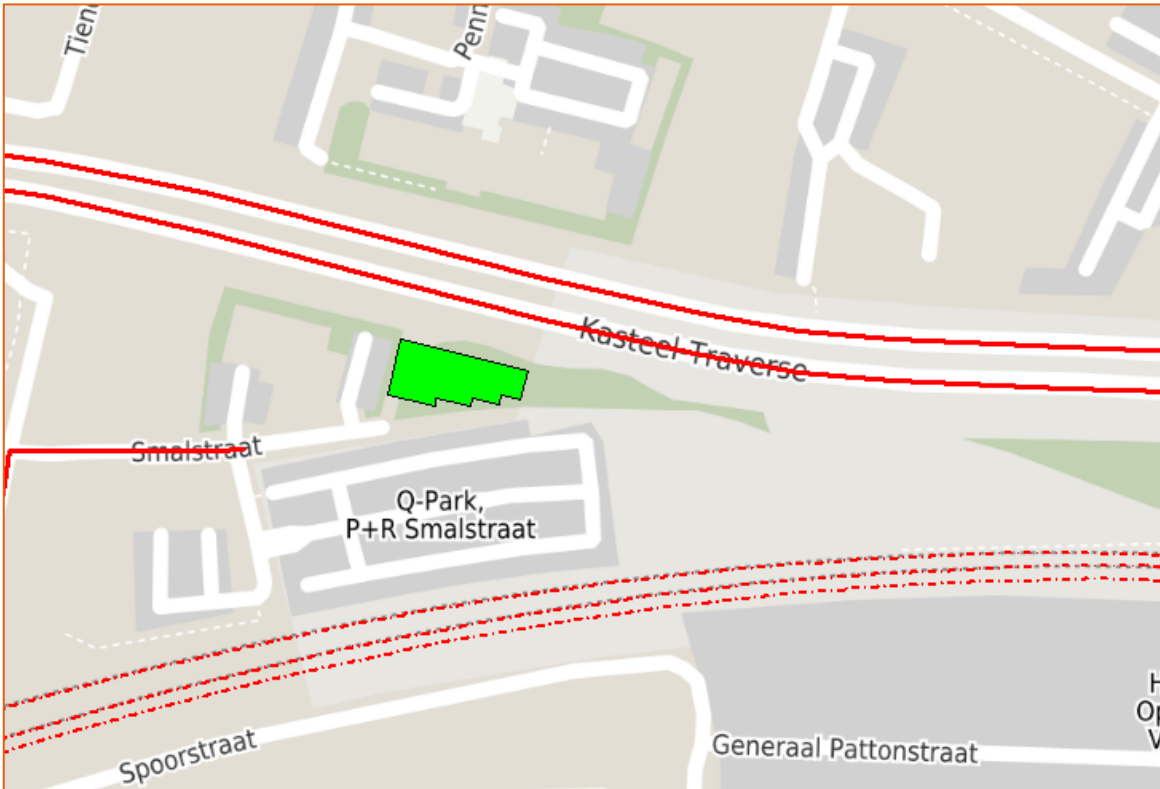 Kasteel-Traverse
Smalstraat
Q-Park,
P+R Smalstraat
Spoorstraat
Generaal Pattonstraat